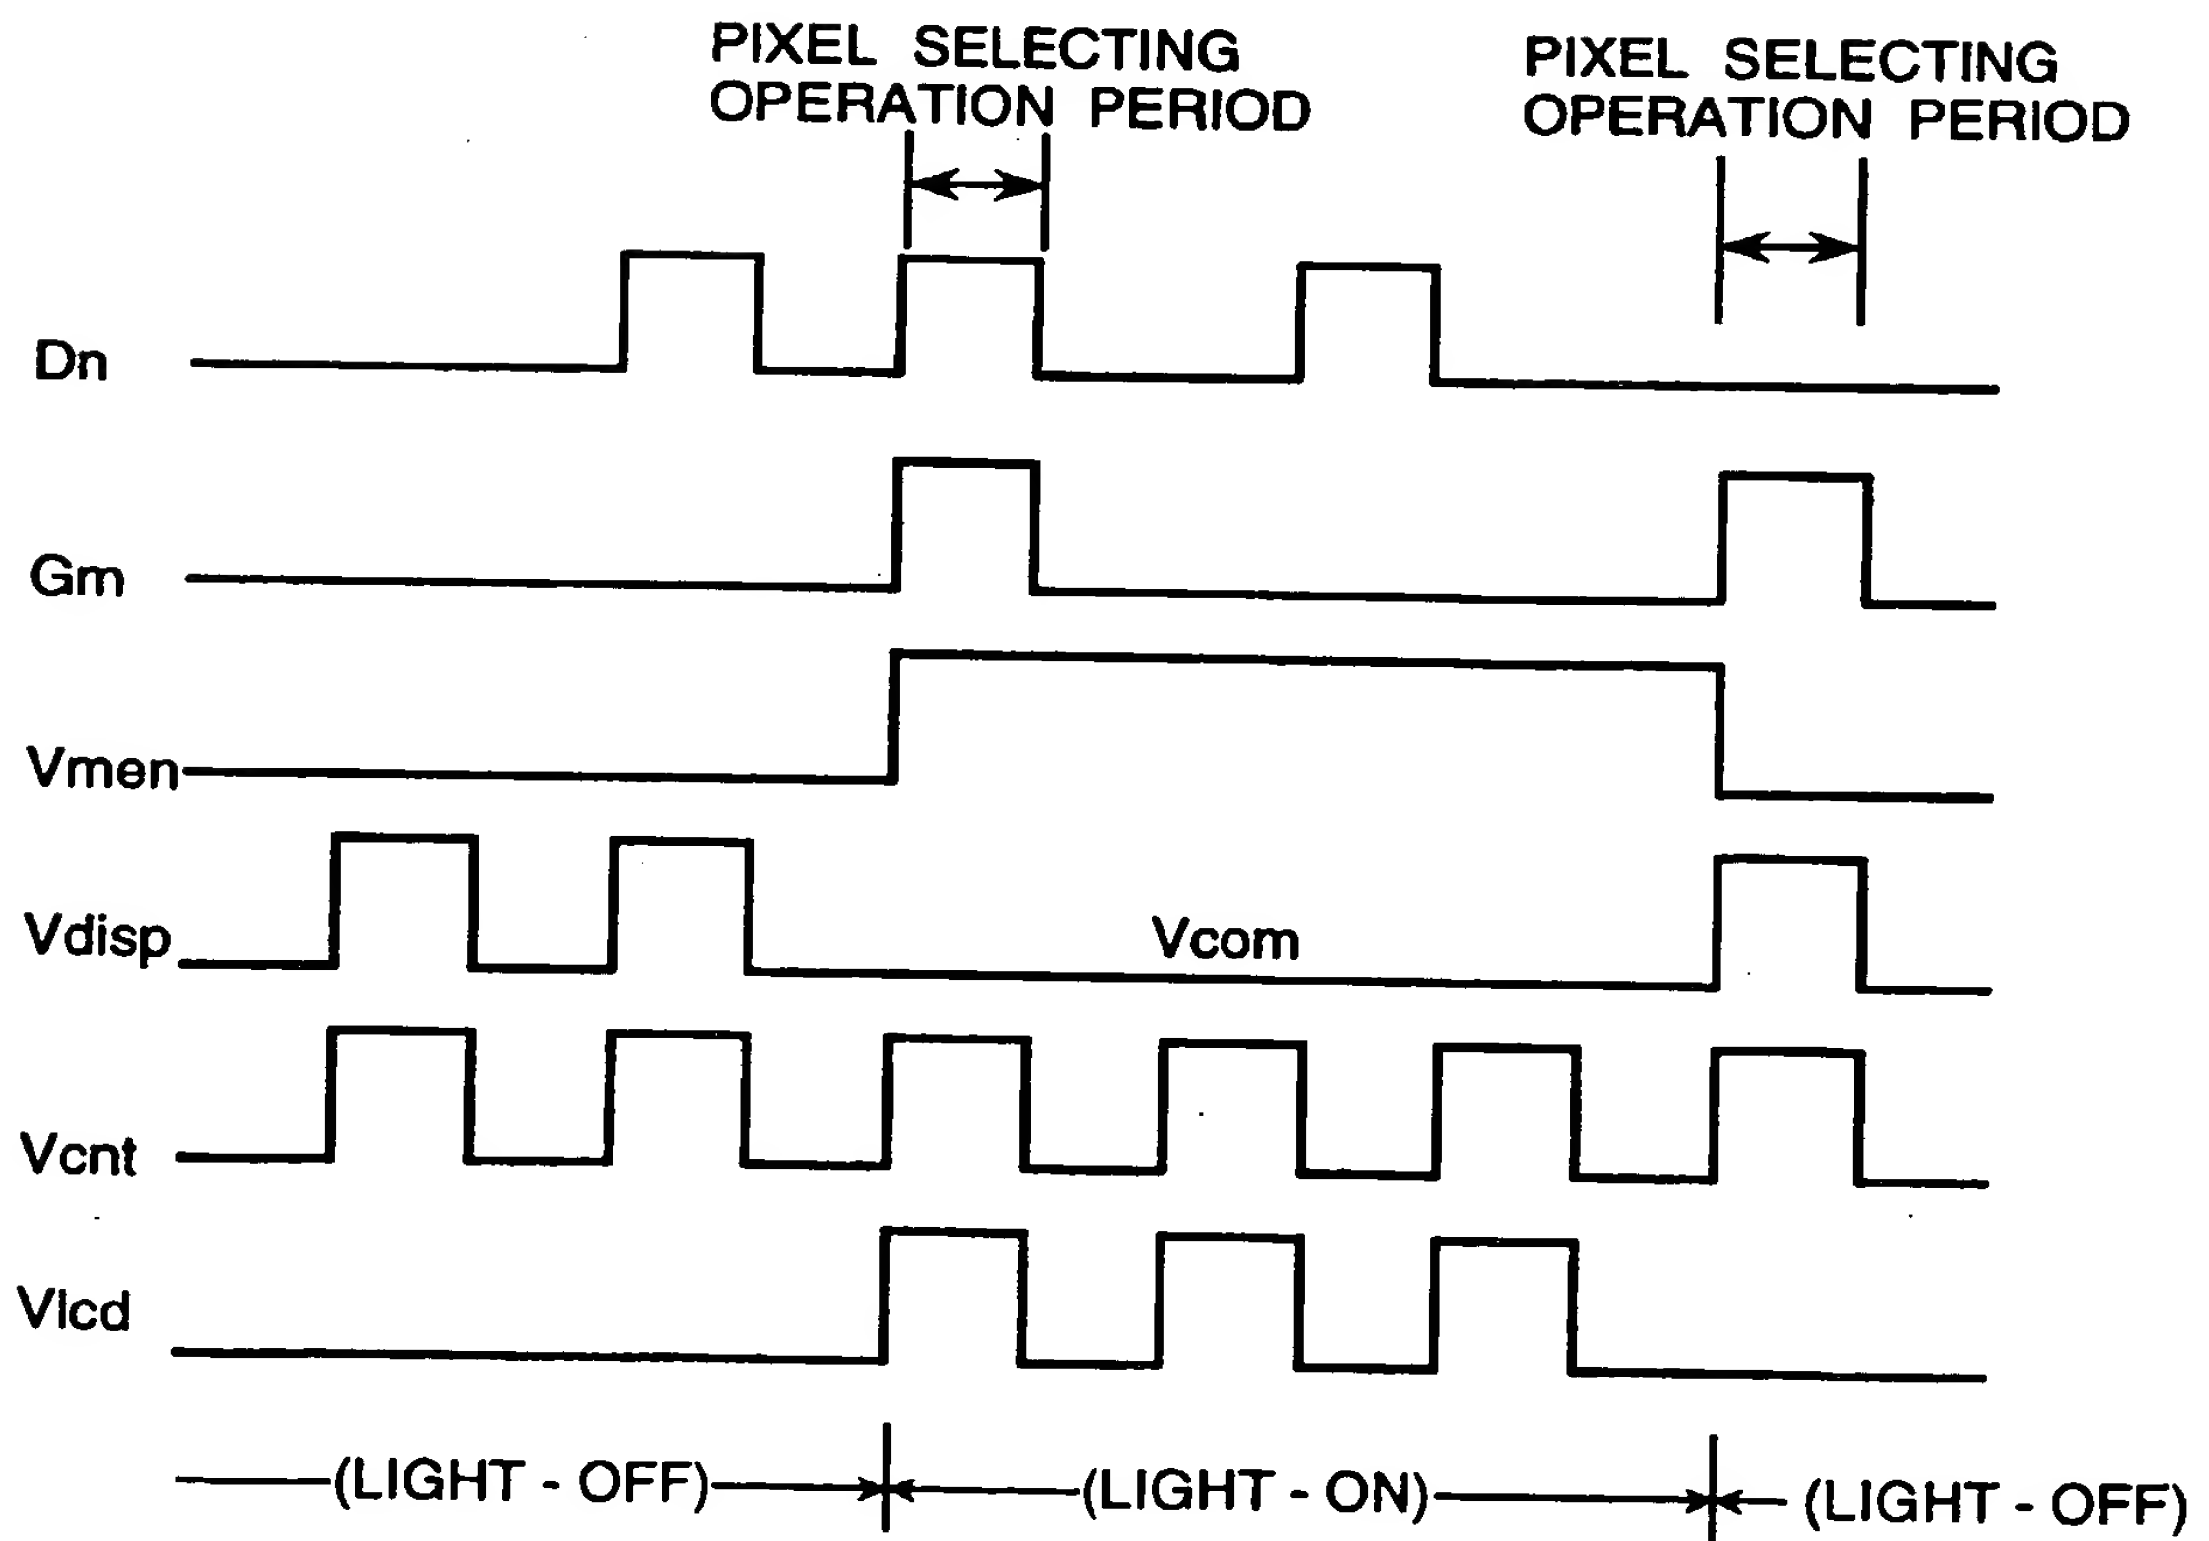 PIXEL SELECTING
OPERATION PERIOD
PIXEL SELECTING
OPERATION PERIOD
Dn
Gm
Vmen
Vdisp
Vcom
Vcnt
Vlcd
(LIGHT - OFF)
(LIGHT - ON)
(LIGHT - OFF)